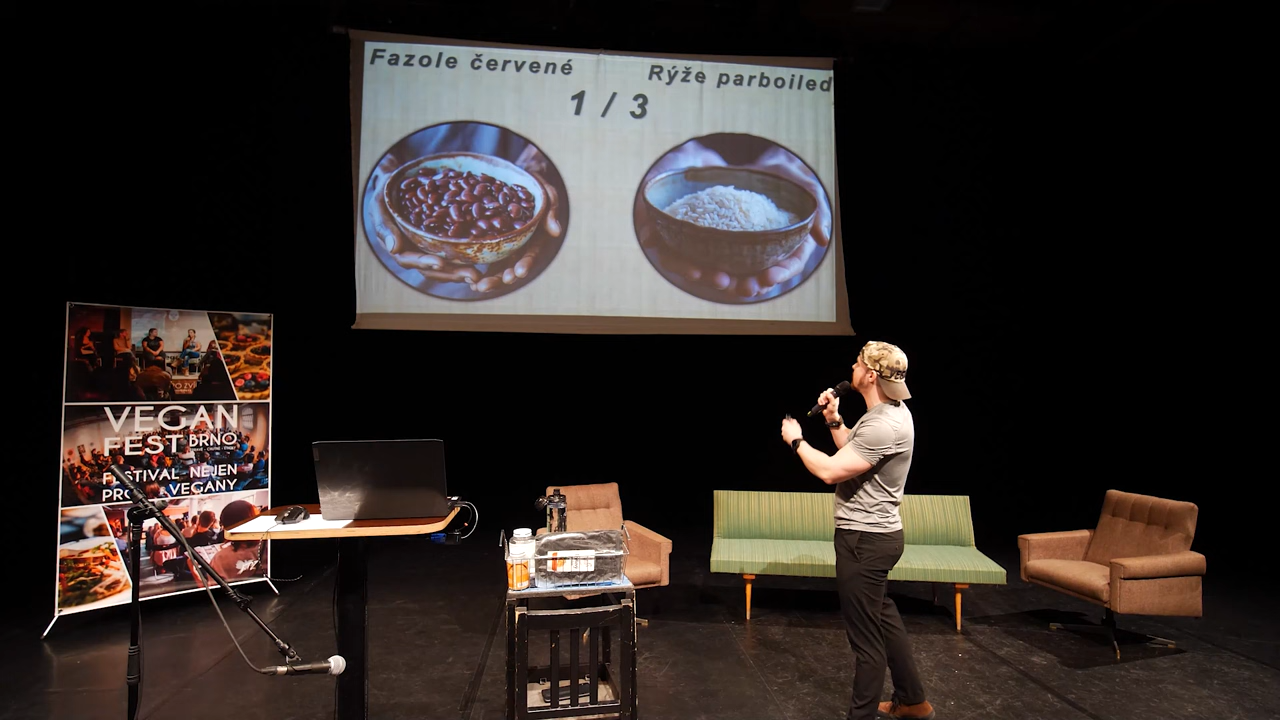 Fazole červené
Rýže parboiled
1 / 3
VEGAN
FEST BRNO
FESTIVAL NEJEN
PRO VEGANY